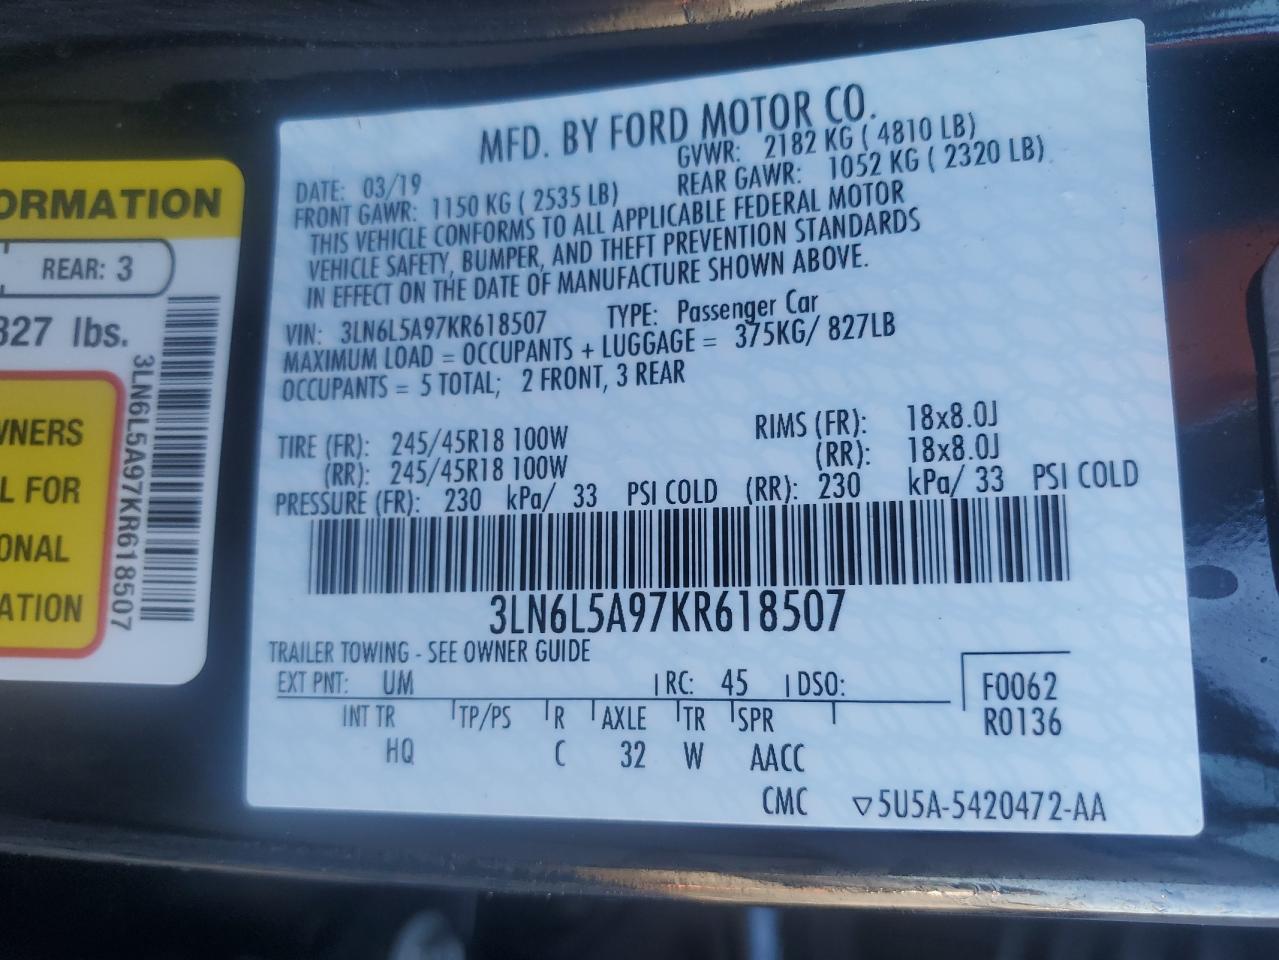 ORMATION
REAR: 3
827 lbs.
WNERS
L FOR
ONAL
ATION
3LN6L5A97KR618507
MFD. BY FORD MOTOR CO.
DATE: 03/19 GVWR: 2182 KG ( 4810 LB)
FRONT GAWR: 1150 KG ( 2535 LB) REAR GAWR: 1052 KG ( 2320 LB)
THIS VEHICLE CONFORMS TO ALL APPLICABLE FEDERAL MOTOR
VEHICLE SAFETY, BUMPER, AND THEFT PREVENTION STANDARDS
IN EFFECT ON THE DATE OF MANUFACTURE SHOWN ABOVE.
VIN: 3LN6L5A97KR618507 TYPE: Passenger Car
MAXIMUM LOAD = OCCUPANTS + LUGGAGE = 375KG/ 827LB
OCCUPANTS = 5 TOTAL; 2 FRONT, 3 REAR
TIRE (FR): 245/45R18 100W RIMS (FR): 18x8.0J
(RR): 245/45R18 100W (RR): 18x8.0J
PRESSURE (FR): 230 kPa/ 33 PSI COLD (RR): 230 kPa/ 33 PSI COLD
3LN6L5A97KR618507
TRAILER TOWING - SEE OWNER GUIDE
EXT PNT: UM RC: 45 DSO: F0062
INT TR TP/PS R AXLE TR SPR R0136
HQ C 32 W AACC
CMC ▽5U5A-5420472-AA